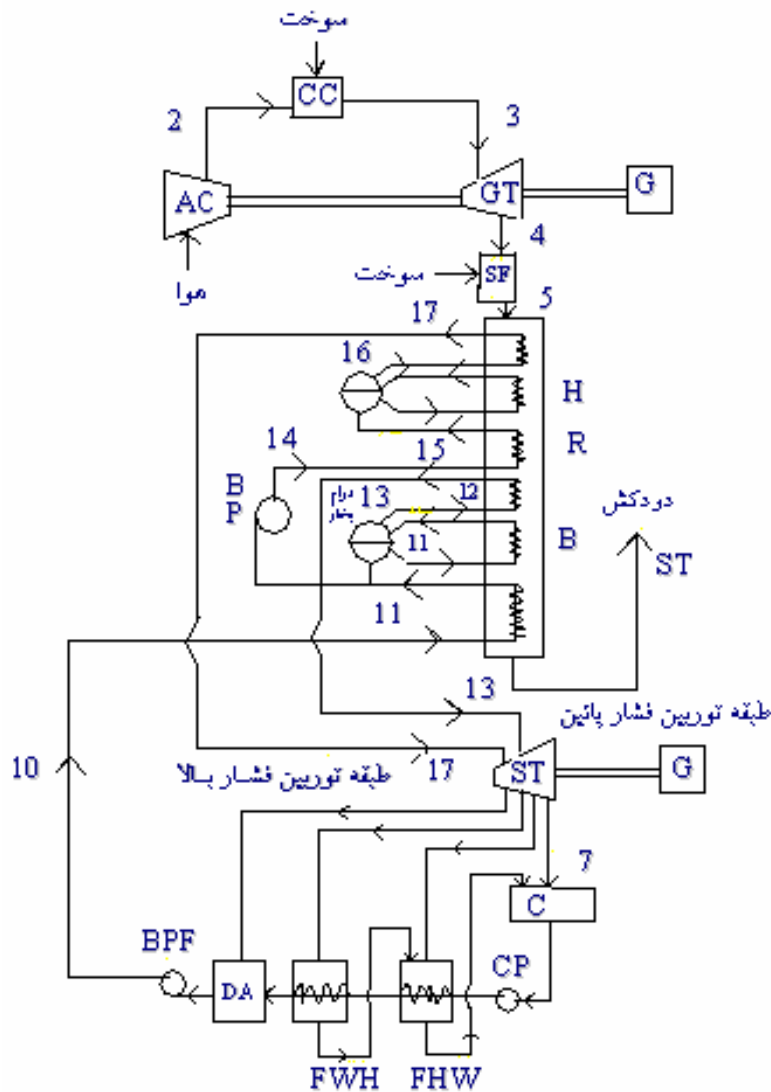 سوخت
CC
2
3
AC
GT
G
هوا
4
سوخت
SF
5
17
16
H
14
15
R
B
P
درام
بخار
13
12
دودکش
11
B
ST
11
13
طبقه توربین فشار پائین
10
طبقه توربین فشار بالا
17
ST
G
7
C
BPF
DA
CP
FWH
FHW